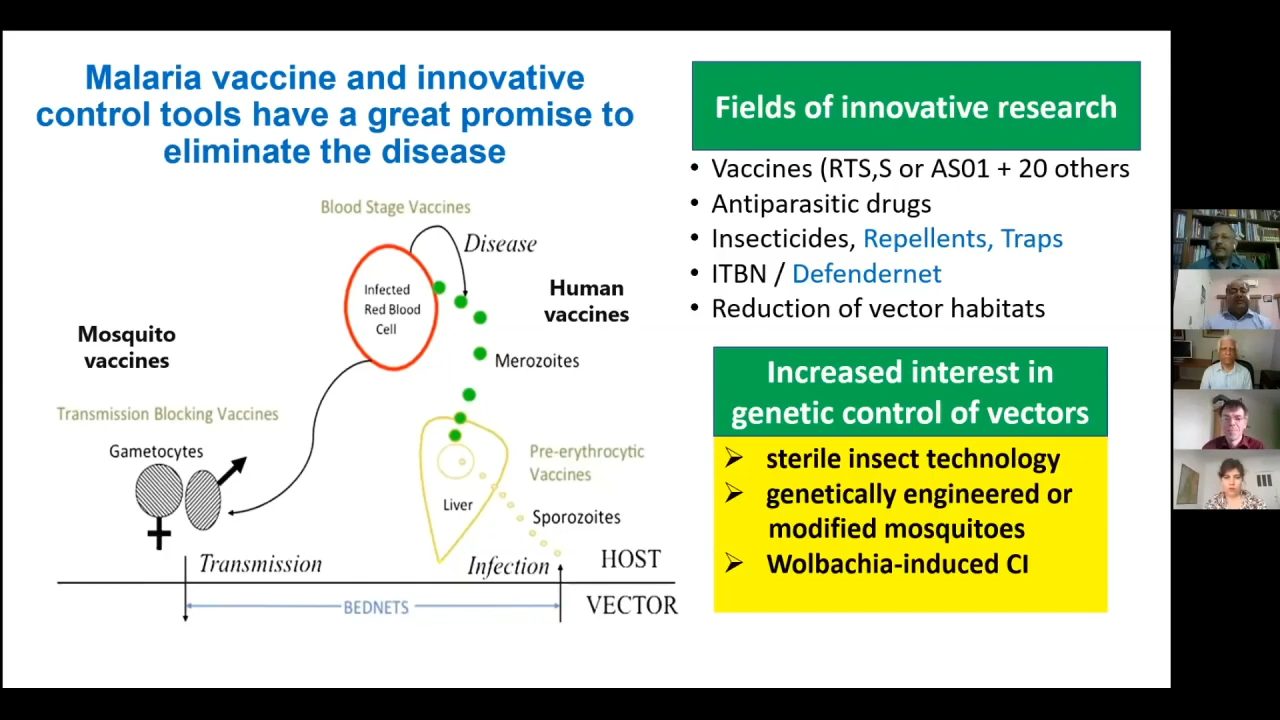 Malaria vaccine and innovative
control tools have a great promise to
eliminate the disease
Blood Stage Vaccines
Disease
Infected
Red Blood
Cell
Human
vaccines
Mosquito
vaccines
Merozoites
Transmission Blocking Vaccines
Gametocytes
Pre-erythrocytic
Vaccines
Liver
Sporozoites
Transmission
Infection
HOST
BEDNETS
VECTOR
Fields of innovative research
• Vaccines (RTS,S or AS01 + 20 others
• Antiparasitic drugs
• Insecticides, Repellents, Traps
• ITBN / Defendernet
• Reduction of vector habitats
Increased interest in
genetic control of vectors
➢ sterile insect technology
➢ genetically engineered or
modified mosquitoes
➢ Wolbachia-induced CI